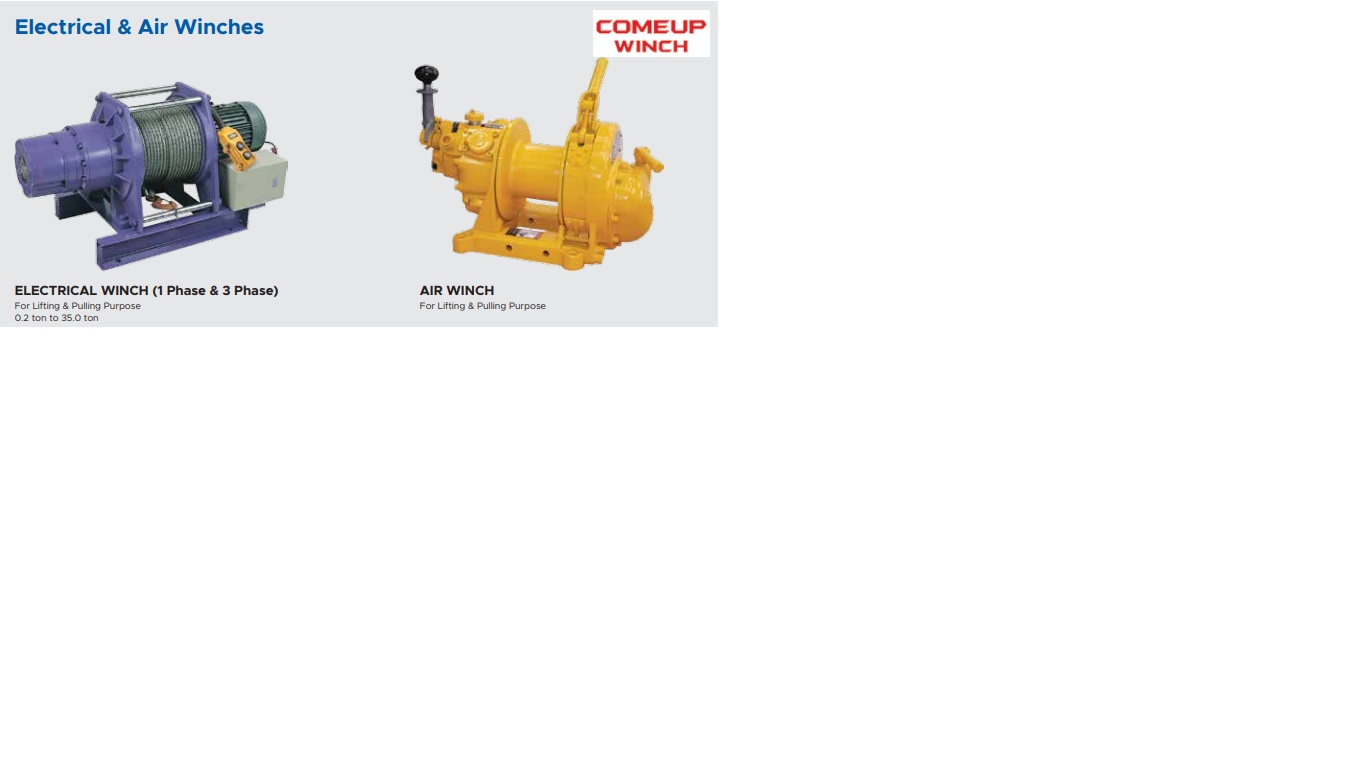 Electrical & Air Winches
COMEUP
WINCH
ELECTRICAL WINCH (1 Phase & 3 Phase)
For Lifting & Pulling Purpose
0.2 ton to 35.0 ton
AIR WINCH
For Lifting & Pulling Purpose